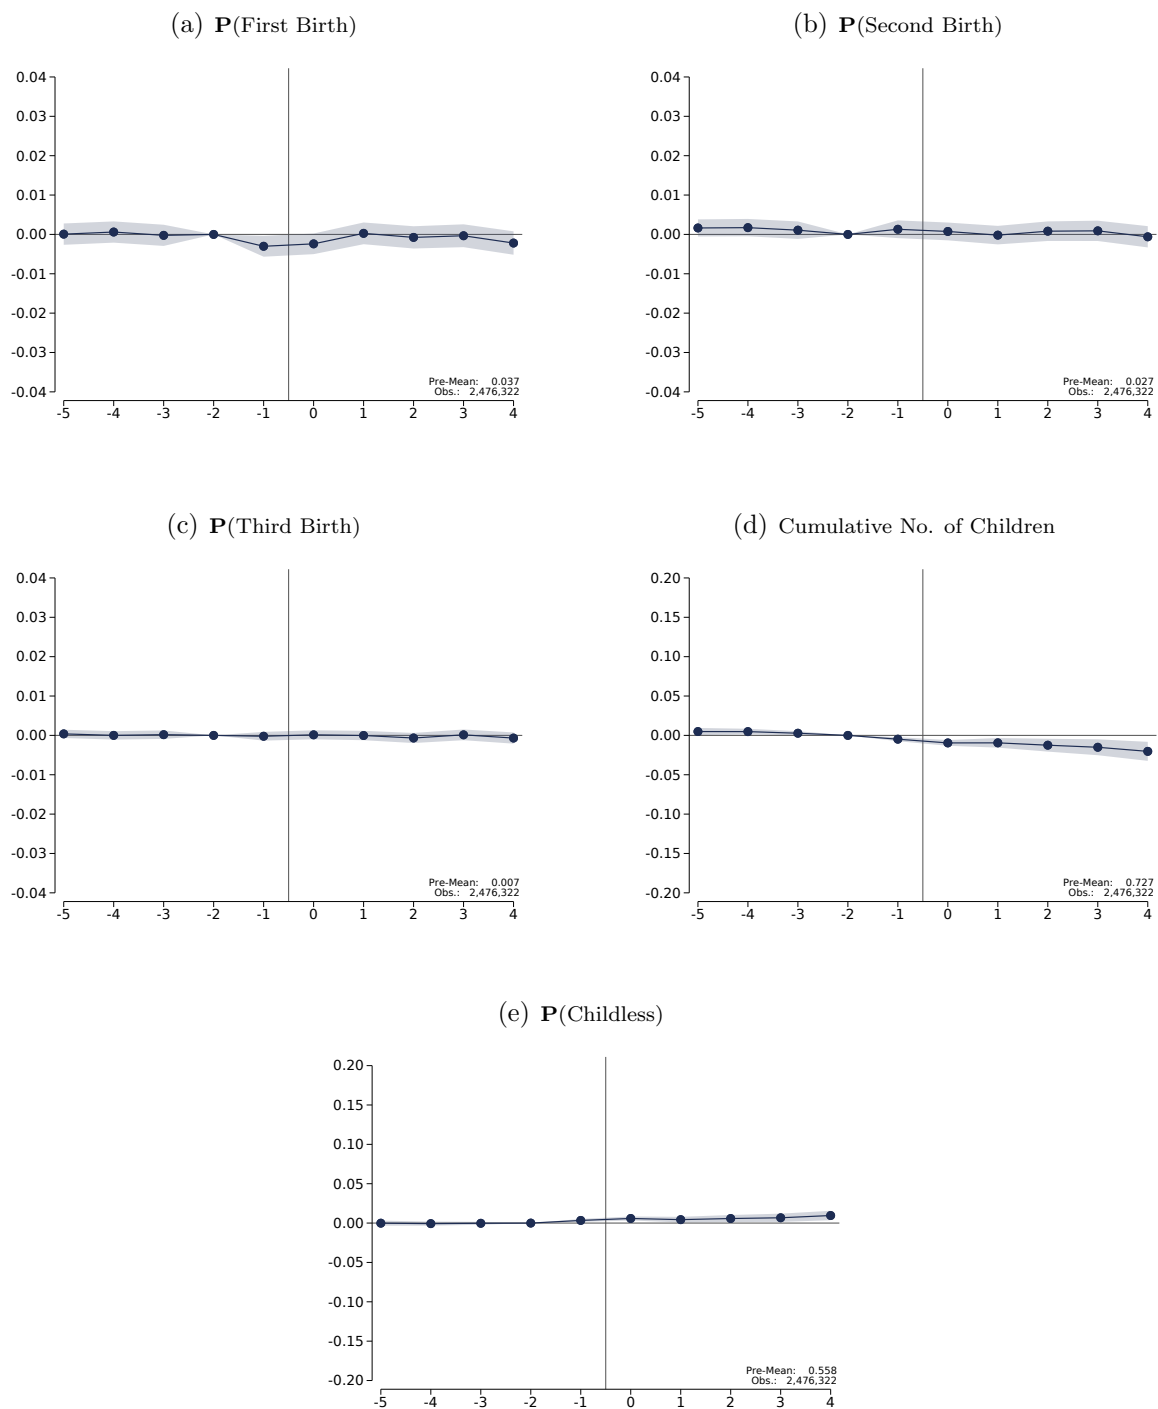 (a) P(First Birth)
0.04
0.03
0.02
0.01
0.00
-0.01
-0.02
-0.03
-0.04
Pre-Mean: 0.037
Obs.: 2,476,322
-5 -4 -3 -2 -1 0 1 2 3 4
(b) P(Second Birth)
0.04
0.03
0.02
0.01
0.00
-0.01
-0.02
-0.03
-0.04
Pre-Mean: 0.027
Obs.: 2,476,322
-5 -4 -3 -2 -1 0 1 2 3 4
(c) P(Third Birth)
0.04
0.03
0.02
0.01
0.00
-0.01
-0.02
-0.03
-0.04
Pre-Mean: 0.007
Obs.: 2,476,322
-5 -4 -3 -2 -1 0 1 2 3 4
(d) Cumulative No. of Children
0.20
0.15
0.10
0.05
0.00
-0.05
-0.10
-0.15
-0.20
Pre-Mean: 0.727
Obs.: 2,476,322
-5 -4 -3 -2 -1 0 1 2 3 4
(e) P(Childless)
0.20
0.15
0.10
0.05
0.00
-0.05
-0.10
-0.15
-0.20
Pre-Mean: 0.558
Obs.: 2,476,322
-5 -4 -3 -2 -1 0 1 2 3 4